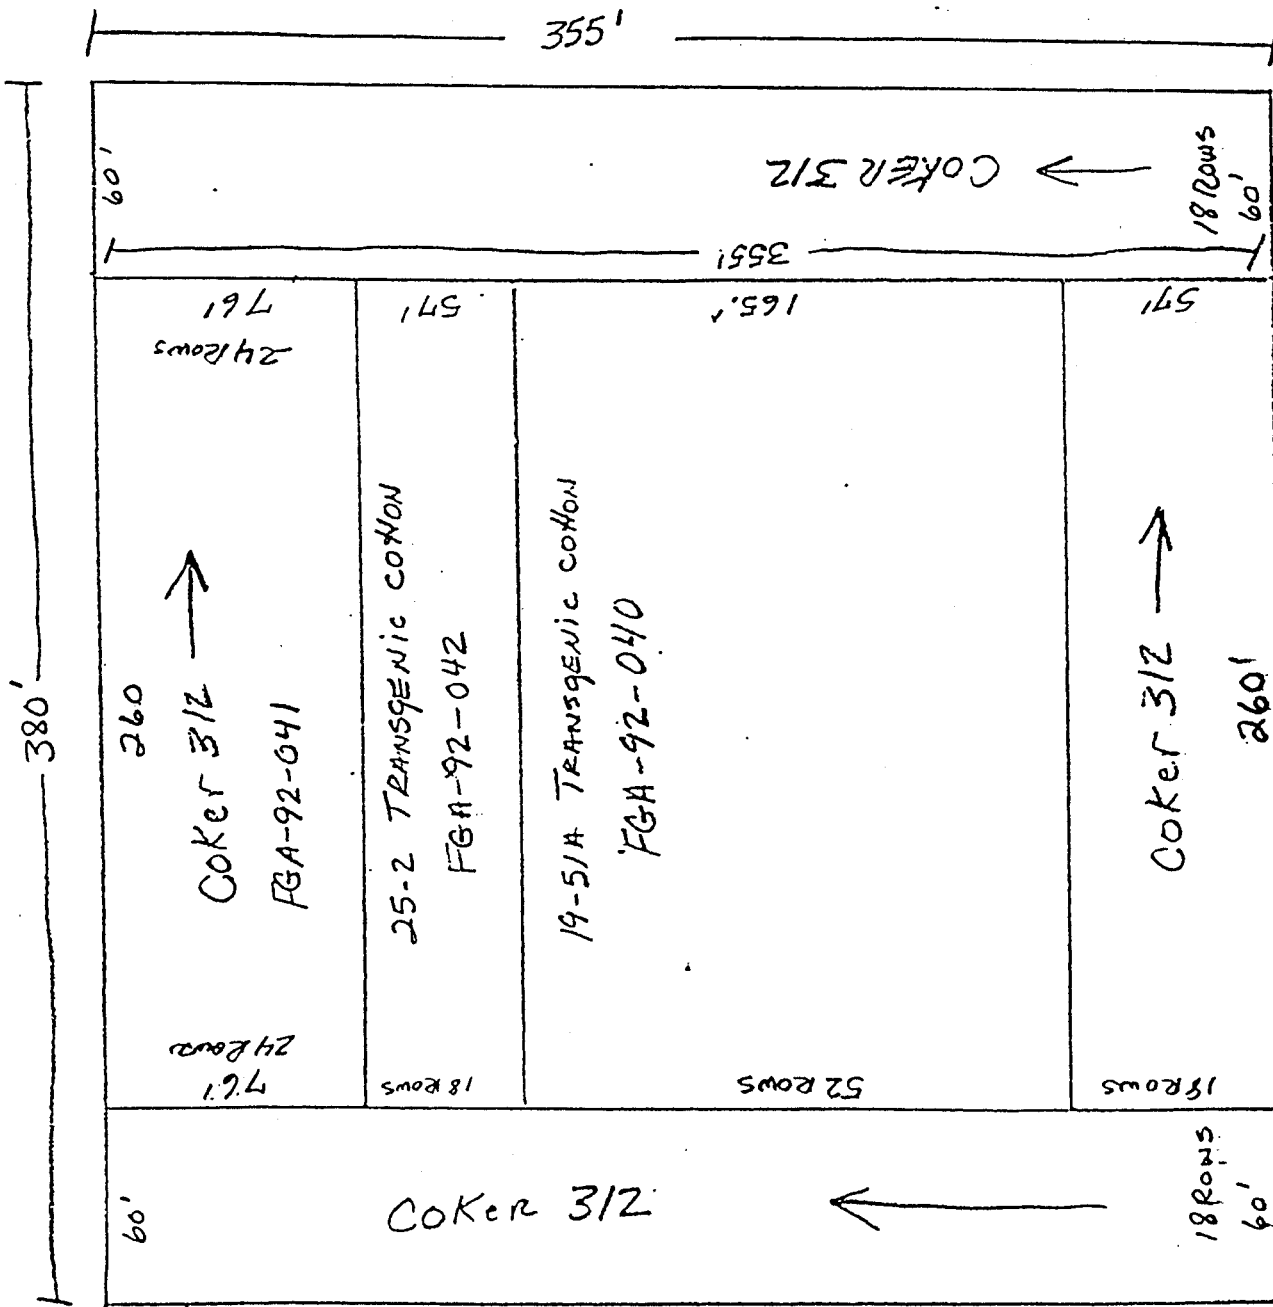 355'
380'
60'
COKER 312
18 Rows
60'
355'
76'
24 Rows
57'
165.'
57'
260
Coker 312
FGA-92-041
25-2 TRANSGENIC COTTON
FGA-92-042
19-51A TRANSGENIC COTTON
FGA-92-040
Coker 312
260'
24 Rows
76'
18 ROWS
52 ROWS
18 ROWS
60'
COKER 312
18 ROWS
60'